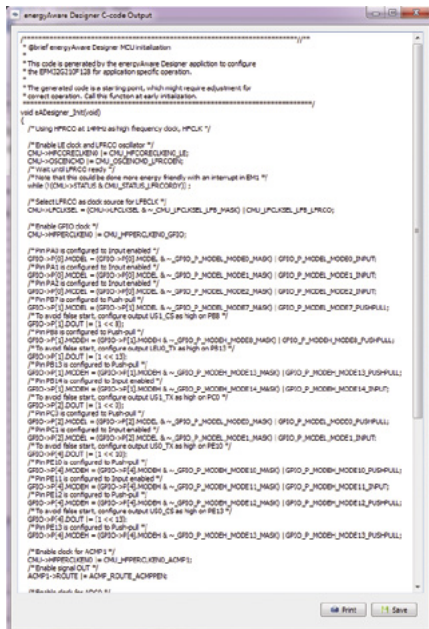 energyAware Designer C-code Output
/***************************************************************************//**
* @brief energyAware Designer MCU initialization
*
* This code is generated by the energyAware Designer appliction to configure
* the EFM32G210F128 for application specific operation.
*
* The generated code is a starting point, which might require adjustment for
* correct operation. Call this function at early initialization.
******************************************************************************/
void eADesigner_Init(void)
{
/* Using HFRCO at 14MHz as high frequency clock, HFCLK */
/* Enable LE clock and LFRCO oscillator */
CMU->HFCORECLKEN0 |= CMU_HFCORECLKEN0_LE;
CMU->OSCENCMD |= CMU_OSCENCMD_LFRCOEN;
/* Wait until LFRCO ready */
/* Note that this could be done more energy friendly with an interrupt in EM1 */
while (!(CMU->STATUS & CMU_STATUS_LFRCORDY)) ;
/* Select LFRCO as clock source for LFBCLK */
CMU->LFCLKSEL = (CMU->LFCLKSEL & ~_CMU_LFCLKSEL_LFB_MASK) | CMU_LFCLKSEL_LFB_LFRCO;
/* Enable GPIO clock */
CMU->HFPERCLKEN0 |= CMU_HFPERCLKEN0_GPIO;
/* Pin PA0 is configured to Input enabled */
GPIO->P[0].MODEL = (GPIO->P[0].MODEL & ~_GPIO_P_MODEL_MODE0_MASK) | GPIO_P_MODEL_MODE0_INPUT;
/* Pin PA1 is configured to Input enabled */
GPIO->P[0].MODEL = (GPIO->P[0].MODEL & ~_GPIO_P_MODEL_MODE1_MASK) | GPIO_P_MODEL_MODE1_INPUT;
/* Pin PA2 is configured to Input enabled */
GPIO->P[0].MODEL = (GPIO->P[0].MODEL & ~_GPIO_P_MODEL_MODE2_MASK) | GPIO_P_MODEL_MODE2_INPUT;
/* Pin PB7 is configured to Push-pull */
GPIO->P[1].MODEL = (GPIO->P[1].MODEL & ~_GPIO_P_MODEL_MODE7_MASK) | GPIO_P_MODEL_MODE7_PUSHPULL;
/* To avoid false start, configure output US1_CS as high on PB8 */
GPIO->P[1].DOUT |= (1 << 8);
/* Pin PB8 is configured to Push-pull */
GPIO->P[1].MODEH = (GPIO->P[1].MODEH & ~_GPIO_P_MODEH_MODE8_MASK) | GPIO_P_MODEH_MODE8_PUSHPULL;
/* To avoid false start, configure output LEU0_TX as high on PB13 */
GPIO->P[1].DOUT |= (1 << 13);
/* Pin PB13 is configured to Push-pull */
GPIO->P[1].MODEH = (GPIO->P[1].MODEH & ~_GPIO_P_MODEH_MODE13_MASK) | GPIO_P_MODEH_MODE13_PUSHPULL;
/* Pin PB14 is configured to Input enabled */
GPIO->P[1].MODEH = (GPIO->P[1].MODEH & ~_GPIO_P_MODEH_MODE14_MASK) | GPIO_P_MODEH_MODE14_INPUT;
/* To avoid false start, configure output US1_TX as high on PC0 */
GPIO->P[2].DOUT |= (1 << 0);
/* Pin PC0 is configured to Push-pull */
GPIO->P[2].MODEL = (GPIO->P[2].MODEL & ~_GPIO_P_MODEL_MODE0_MASK) | GPIO_P_MODEL_MODE0_PUSHPULL;
/* Pin PC1 is configured to Input enabled */
GPIO->P[2].MODEL = (GPIO->P[2].MODEL & ~_GPIO_P_MODEL_MODE1_MASK) | GPIO_P_MODEL_MODE1_INPUT;
/* To avoid false start, configure output US0_TX as high on PE10 */
GPIO->P[4].DOUT |= (1 << 10);
/* Pin PE10 is configured to Push-pull */
GPIO->P[4].MODEH = (GPIO->P[4].MODEH & ~_GPIO_P_MODEH_MODE10_MASK) | GPIO_P_MODEH_MODE10_PUSHPULL;
/* Pin PE11 is configured to Input enabled */
GPIO->P[4].MODEH = (GPIO->P[4].MODEH & ~_GPIO_P_MODEH_MODE11_MASK) | GPIO_P_MODEH_MODE11_INPUT;
/* Pin PE12 is configured to Push-pull */
GPIO->P[4].MODEH = (GPIO->P[4].MODEH & ~_GPIO_P_MODEH_MODE12_MASK) | GPIO_P_MODEH_MODE12_PUSHPULL;
/* To avoid false start, configure output US0_CS as high on PE13 */
GPIO->P[4].DOUT |= (1 << 13);
/* Pin PE13 is configured to Push-pull */
GPIO->P[4].MODEH = (GPIO->P[4].MODEH & ~_GPIO_P_MODEH_MODE13_MASK) | GPIO_P_MODEH_MODE13_PUSHPULL;
/* Enable clock for ACMP1 */
CMU->HFPERCLKEN0 |= CMU_HFPERCLKEN0_ACMP1;
/* Enable signal OUT */
ACMP1->ROUTE |= ACMP_ROUTE_ACMPPEN;
/* Enable clock for ADC0 */
Print
Save